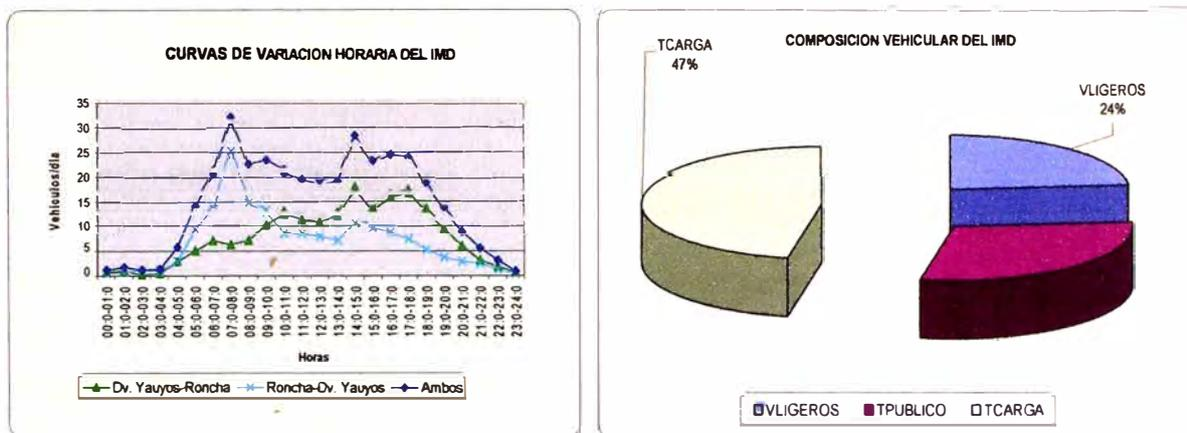 CURVAS DE VARIACION HORARIA DEL IMD
Vehículos/día
35
30
25
20
15
10
5
0
00:0-01:0
01:0-02:0
02:0-03:0
03:0-04:0
04:0-05:0
05:0-06:0
06:0-07:0
07:0-08:0
08:0-09:0
09:0-10:0
10:0-11:0
11:0-12:0
12:0-13:0
13:0-14:0
14:0-15:0
15:0-16:0
16:0-17:0
17:0-18:0
18:0-19:0
19:0-20:0
20:0-21:0
21:0-22:0
22:0-23:0
23:0-24:0
Horas
Dv. Yauyos-Roncha
Roncha-Dv. Yauyos
Ambos
COMPOSICION VEHICULAR DEL IMD
TCARGA
47%
VLIGEROS
24%
VLIGEROS
TPUBLICO
TCARGA